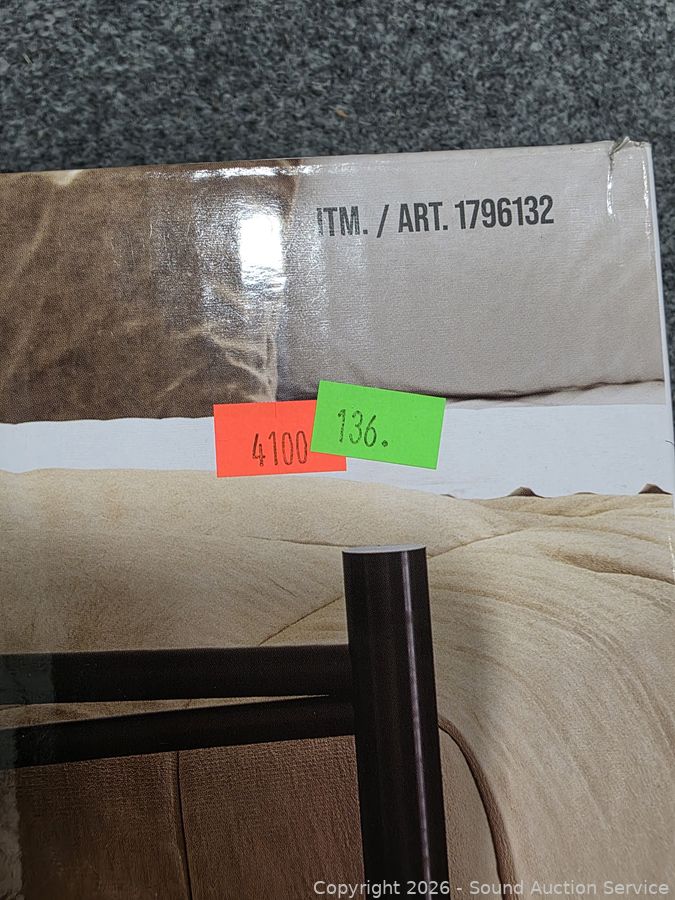 ITM. / ART. 1796132
4100
136.
Copyright 2026 - Sound Auction Service